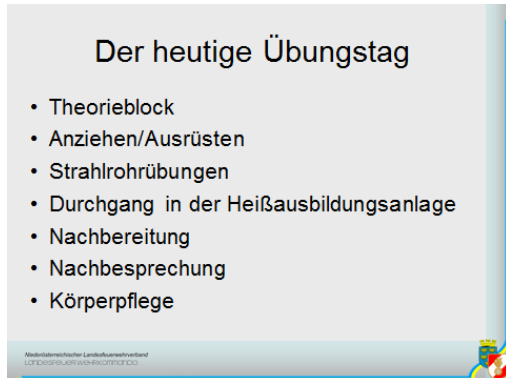 Der heutige Übungstag
• Theorieblock
• Anziehen/Ausrüsten
• Strahlrohrübungen
• Durchgang in der Heißausbildungsanlage
• Nachbereitung
• Nachbesprechung
• Körperpflege
Niederösterreichischer Landesfeuerwehrverband
LANDESFEUERWEHRKOMMANDO